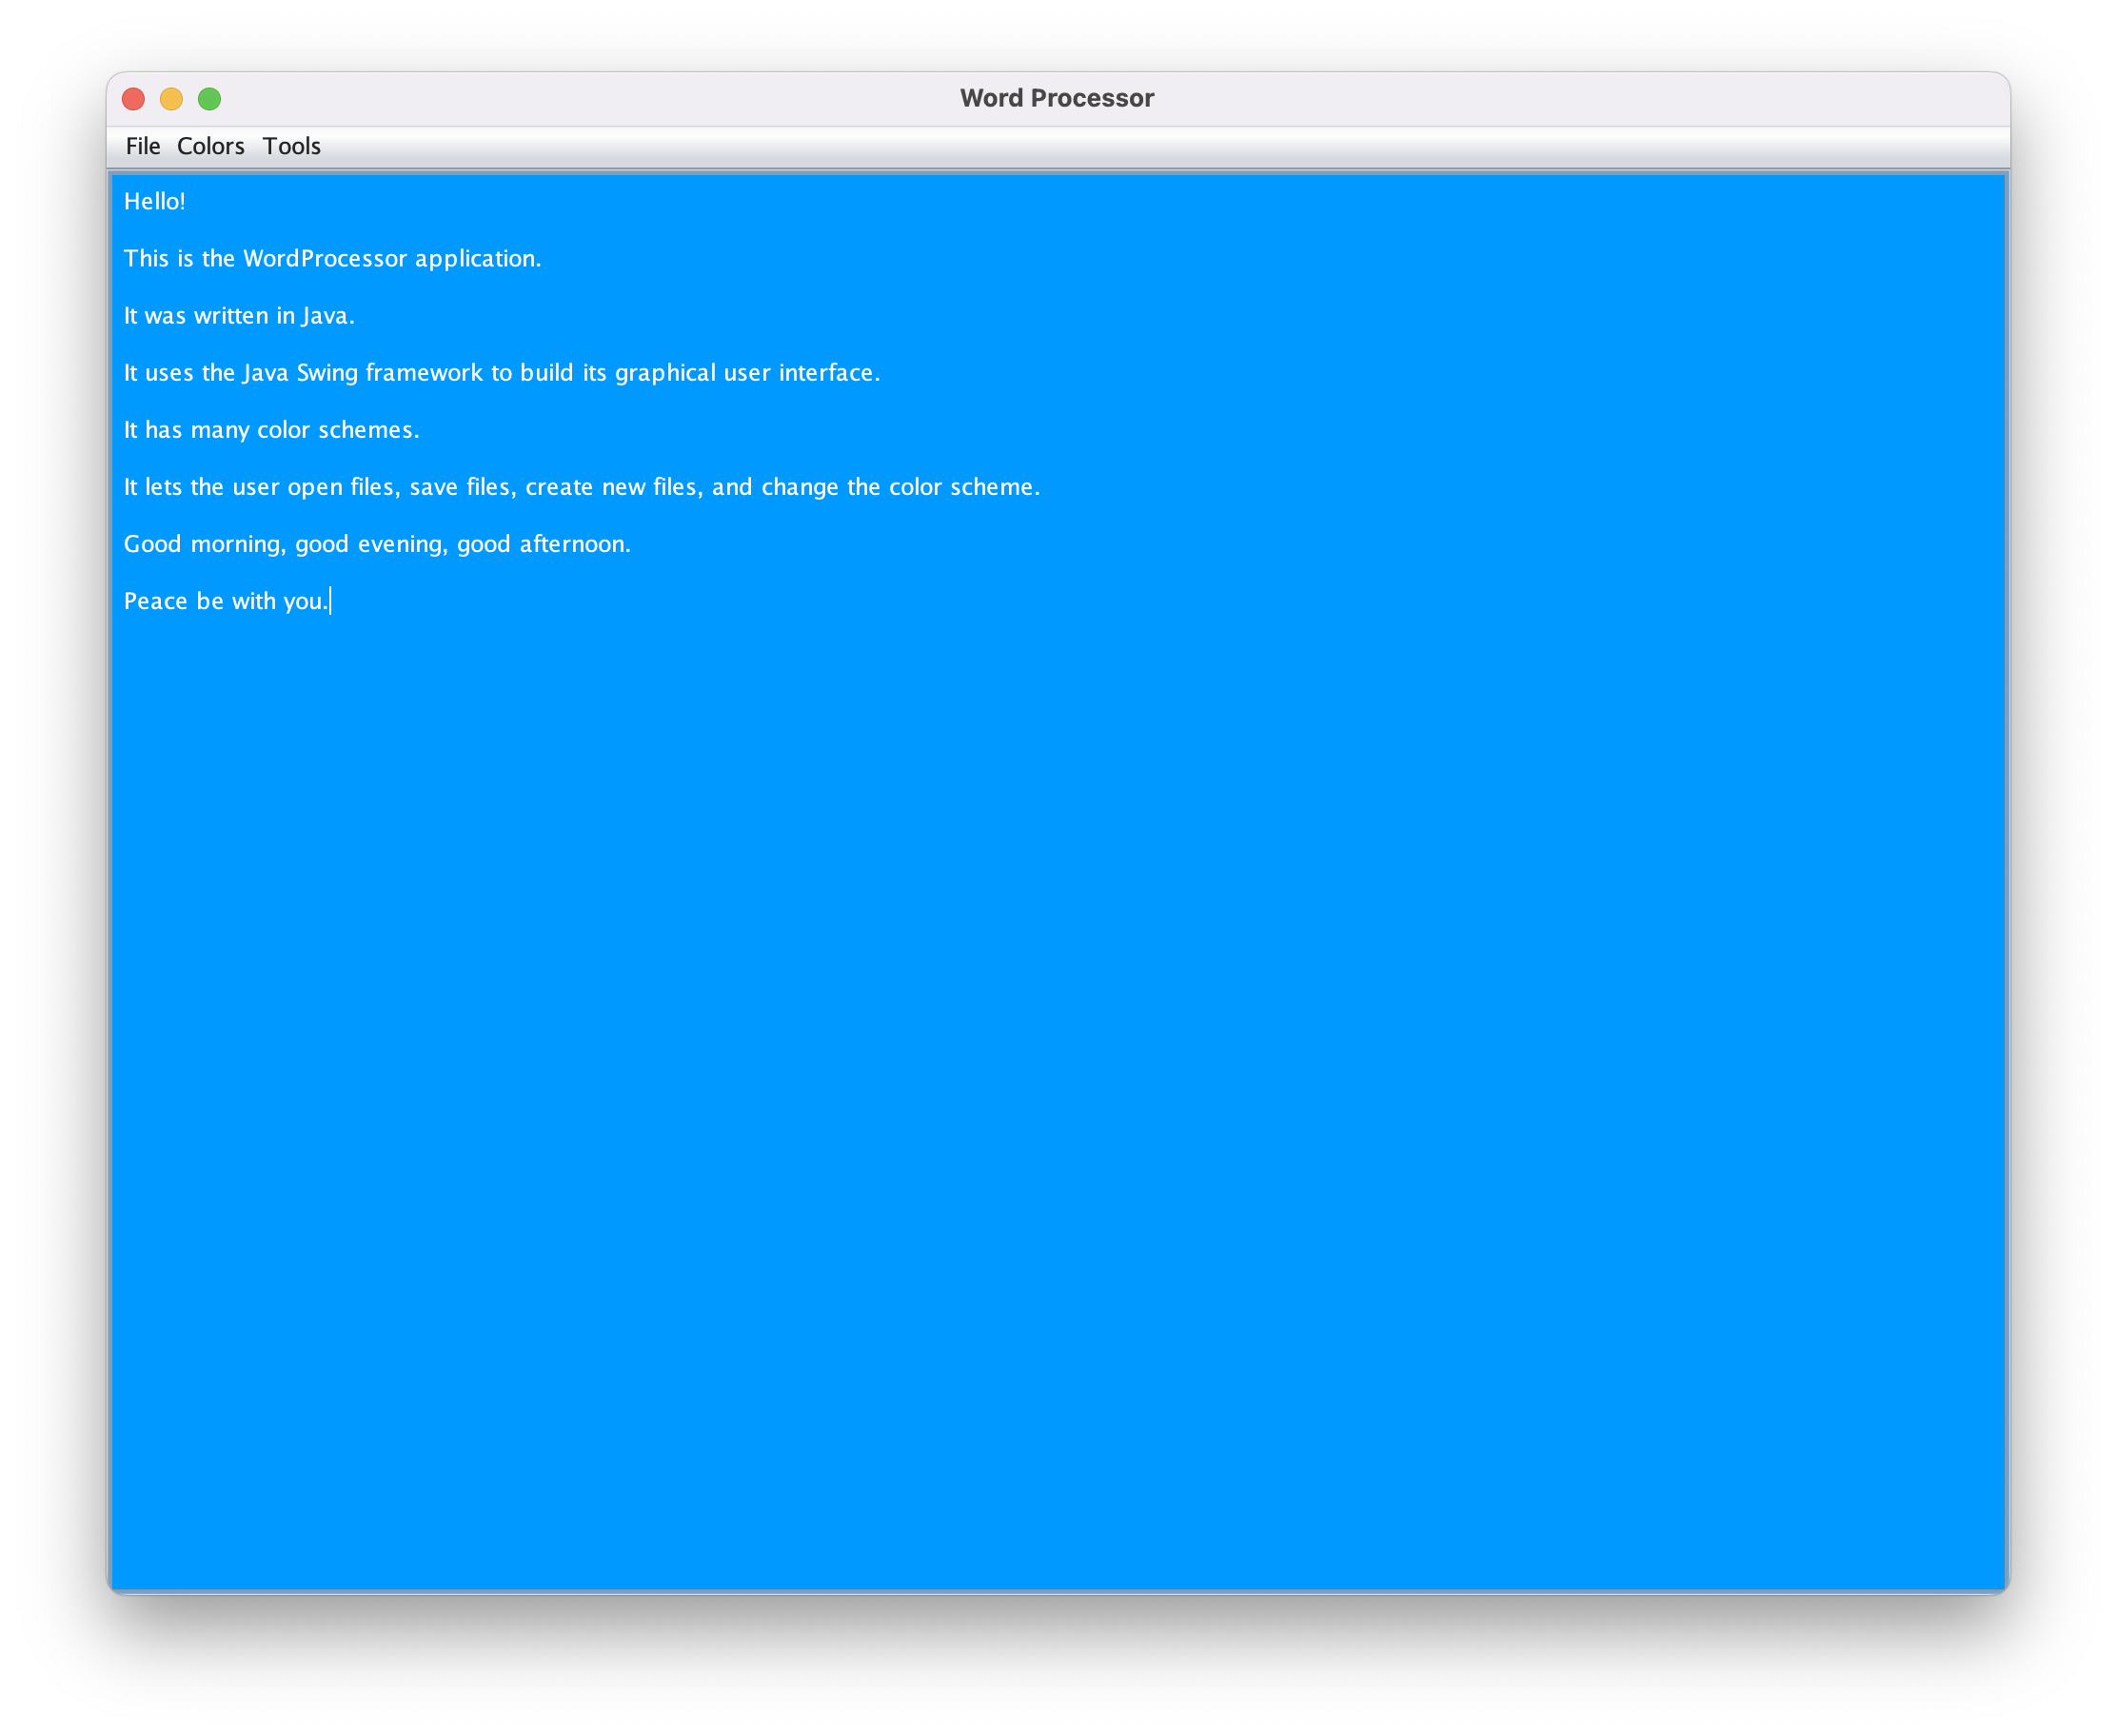 Word Processor
File Colors Tools
Hello!
This is the WordProcessor application.
It was written in Java.
It uses the Java Swing framework to build its graphical user interface.
It has many color schemes.
It lets the user open files, save files, create new files, and change the color scheme.
Good morning, good evening, good afternoon.
Peace be with you.